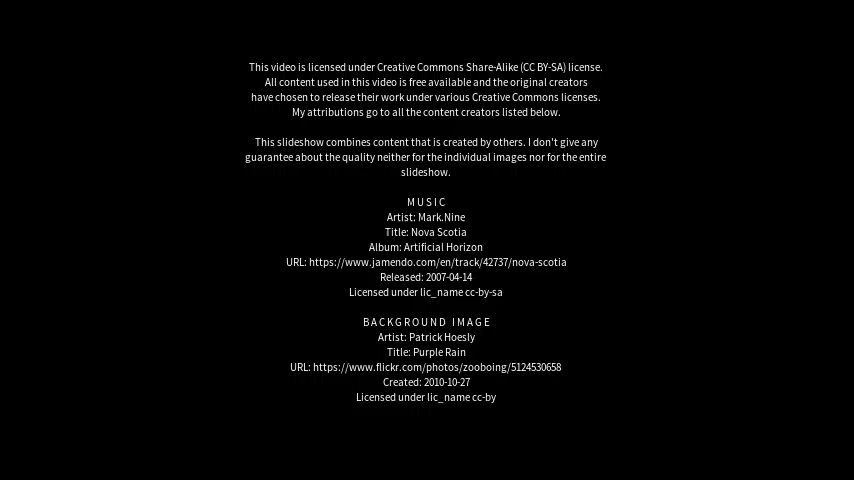 This video is licensed under Creative Commons Share-Alike (CC BY-SA) license.
All content used in this video is free available and the original creators
have chosen to release their work under various Creative Commons licenses.
My attributions go to all the content creators listed below.
This slideshow combines content that is created by others. I don't give any
guarantee about the quality neither for the individual images nor for the entire
slideshow.
MUSIC
Artist: Mark.Nine
Title: Nova Scotia
Album: Artificial Horizon
URL: https://www.jamendo.com/en/track/42737/nova-scotia
Released: 2007-04-14
Licensed under lic_name cc-by-sa
BACKGROUND IMAGE
Artist: Patrick Hoesly
Title: Purple Rain
URL: https://www.flickr.com/photos/zooboing/5124530658
Created: 2010-10-27
Licensed under lic_name cc-by